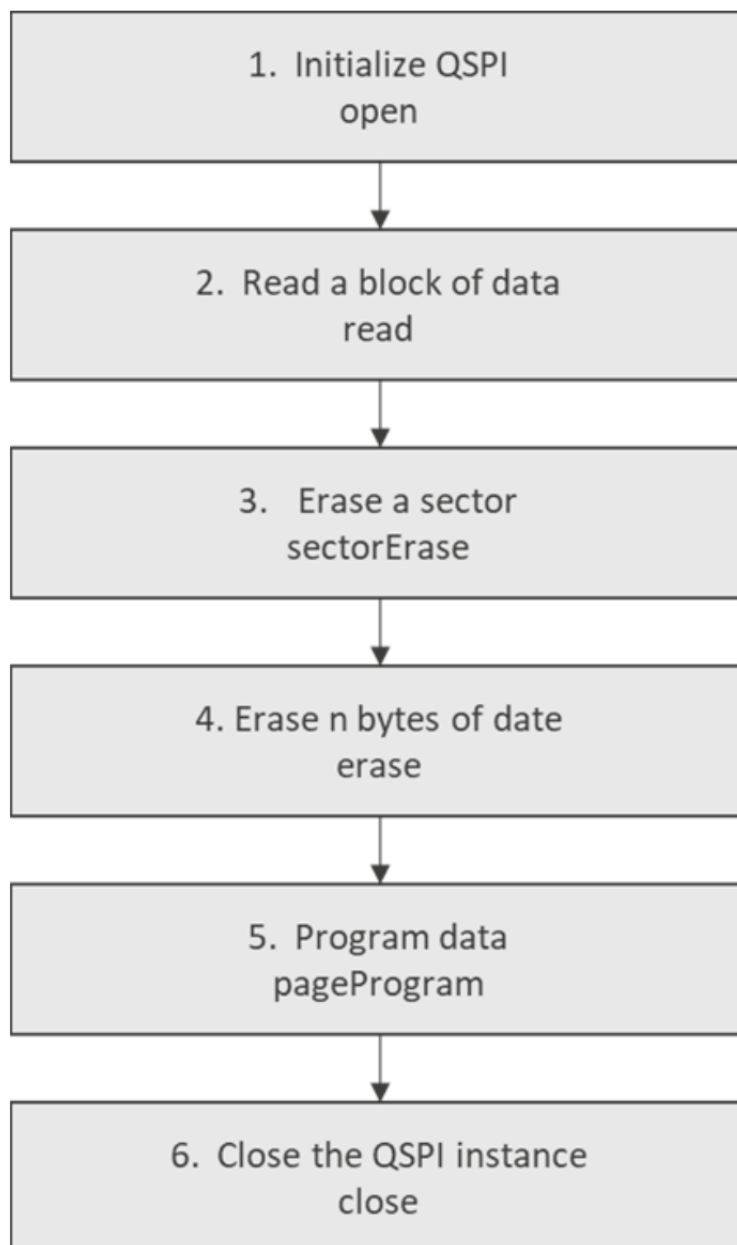 1. Initialize QSPI
open
2. Read a block of data
read
3. Erase a sector
sectorErase
4. Erase n bytes of date
erase
5. Program data
pageProgram
6. Close the QSPI instance
close